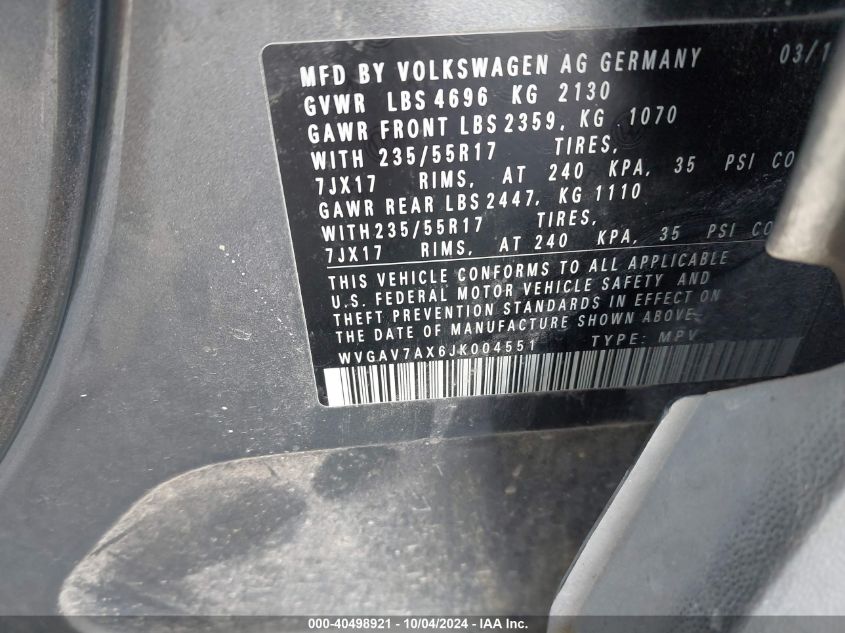 MFD BY VOLKSWAGEN AG GERMANY 03/1
GVWR LBS 4696 KG 2130
GAWR FRONT LBS 2359, KG 1070
WITH 235/55R17 TIRES,
7JX17 RIMS, AT 240 KPA, 35 PSI CO
GAWR REAR LBS 2447, KG 1110
WITH235/55R17 TIRES,
7JX17 RIMS, AT 240 KPA, 35 PSI CO
THIS VEHICLE CONFORMS TO ALL APPLICABLE
U.S. FEDERAL MOTOR VEHICLE SAFETY AND
THEFT PREVENTION STANDARDS IN EFFECT ON
THE DATE OF MANUFACTURE SHOWN ABOVE.
WVGAV7AX6JK004551 TYPE: MPV
000-40498921 - 10/04/2024 - IAA Inc.